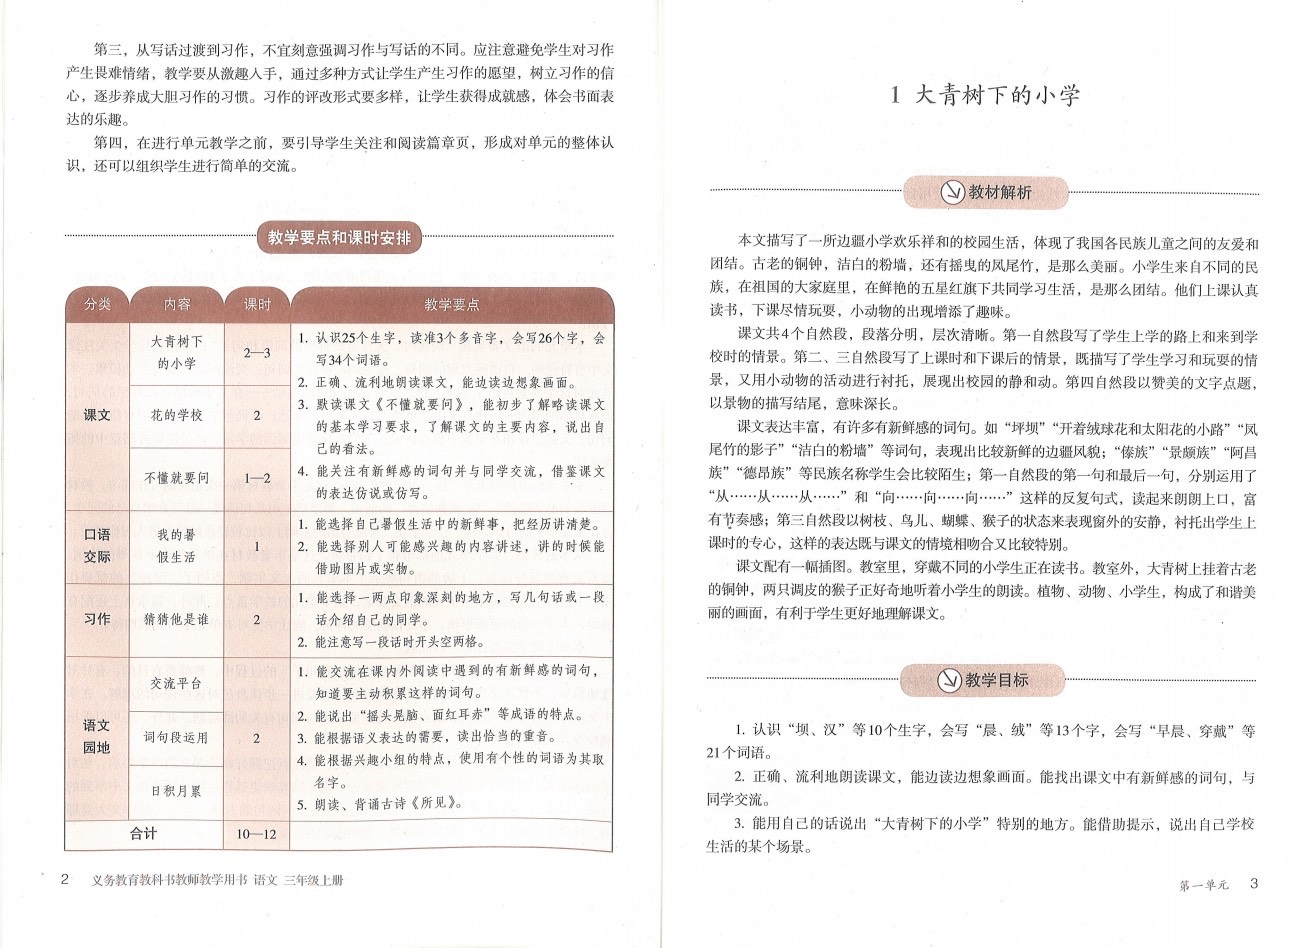 第三，从写话过渡到习作，不宜刻意强调习作与写话的不同。应注意避免学生对习作
产生畏难情绪，教学要从激趣入手，通过多种方式让学生产生习作的愿望，树立习作的信
心，逐步养成大胆习作的习惯。习作的评改形式要多样，让学生获得成就感，体会书面表
达的乐趣。
第四，在进行单元教学之前，要引导学生关注和阅读篇章页，形成对单元的整体认
识，还可以组织学生进行简单的交流。
教学要点和课时安排
分类 内容 课时 教学要点
课文
大青树下
的小学
2—3
花的学校
2
不懂就要问
1—2
1. 认识25个生字，读准3个多音字，会写26个字，会
写34个词语。
2. 正确、流利地朗读课文，能边读边想象画面。
3. 默读课文《不懂就要问》，能初步了解略读课文
的基本学习要求，了解课文的主要内容，说出自
己的看法。
4. 能关注有新鲜感的词句并与同学交流，借鉴课文
的表达仿说或仿写。
口语
交际
我的暑
假生活
1
1. 能选择自己暑假生活中的新鲜事，把经历讲清楚。
2. 能选择别人可能感兴趣的内容讲述，讲的时候能
借助图片或实物。
习作
猜猜他是谁
2
1. 能选择一两点印象深刻的地方，写几句话或一段
话介绍自己的同学。
2. 能注意写一段话时开头空两格。
语文
园地
交流平台
词句段运用
日积月累
2
1. 能交流在课内外阅读中遇到的有新鲜感的词句，
知道要主动积累这样的词句。
2. 能说出“摇头晃脑、面红耳赤”等成语的特点。
3. 能根据语义表达的需要，读出恰当的重音。
4. 能根据兴趣小组的特点，使用有个性的词语为其取
名字。
5. 朗读、背诵古诗《所见》。
合计 10—12
2 义务教育教科书教师教学用书 语文 三年级上册
1 大青树下的小学
教材解析
本文描写了一所边疆小学欢乐祥和的校园生活，体现了我国各民族儿童之间的友爱和
团结。古老的铜钟，洁白的粉墙，还有摇曳的凤尾竹，是那么美丽。小学生来自不同的民
族，在祖国的大家庭里，在鲜艳的五星红旗下共同学习生活，是那么团结。他们上课认真
读书，下课尽情玩耍，小动物的出现增添了趣味。
课文共4个自然段，段落分明，层次清晰。第一自然段写了学生上学的路上和来到学
校时的情景。第二、三自然段写了上课时和下课后的情景，既描写了学生学习和玩耍的情
景，又用小动物的活动进行衬托，展现出校园的静和动。第四自然段以赞美的文字点题，
以景物的描写结尾，意味深长。
课文表达丰富，有许多有新鲜感的词句。如“坪坝”“开着绒球花和太阳花的小路”“凤
尾竹的影子”“洁白的粉墙”等词句，表现出比较新鲜的边疆风貌；“傣族”“景颇族”“阿昌
族”“德昂族”等民族名称学生会比较陌生；第一自然段的第一句和最后一句，分别运用了
“从……从……从……”和“向……向……向……”这样的反复句式，读起来朗朗上口，富
有节奏感；第三自然段以树枝、鸟儿、蝴蝶、猴子的状态来表现窗外的安静，衬托出学生上
课时的专心，这样的表达既与课文的情境相吻合又比较特别。
课文配有一幅插图。教室里，穿戴不同的小学生正在读书。教室外，大青树上挂着古老
的铜钟，两只调皮的猴子正好奇地听着小学生的朗读。植物、动物、小学生，构成了和谐美
丽的画面，有利于学生更好地理解课文。
教学目标
1. 认识“坝、汉”等10个生字，会写“晨、绒”等13个字，会写“早晨、穿戴”等
21个词语。
2. 正确、流利地朗读课文，能边读边想象画面。能找出课文中有新鲜感的词句，与
同学交流。
3. 能用自己的话说出“大青树下的小学”特别的地方。能借助提示，说出自己学校
生活的某个场景。
第一单元 3